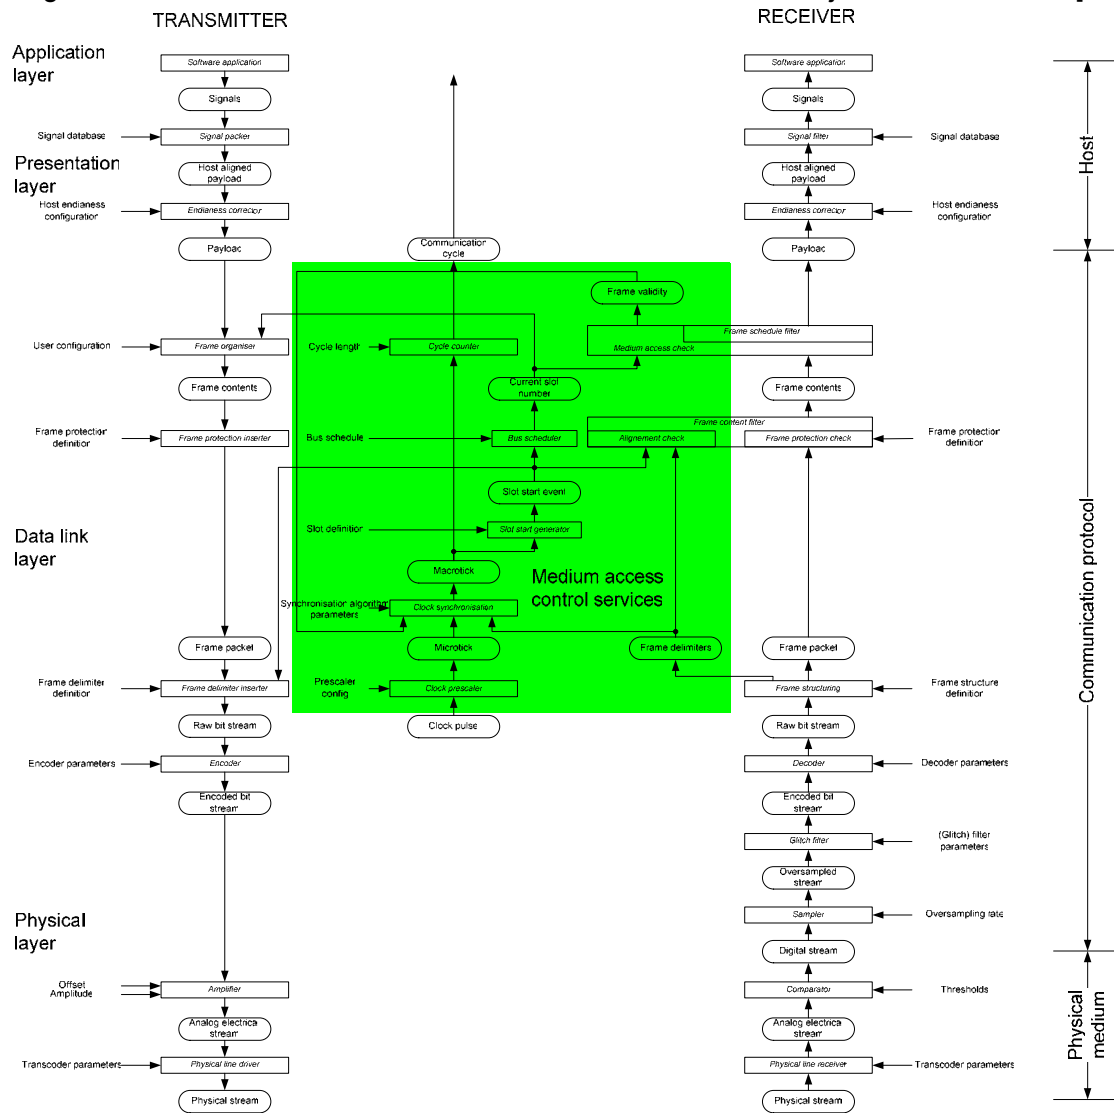 TRANSMITTER
RECEIVER
Application
layer
Software application
Software application
Signals
Signals
Signal database
Signal packer
Signal filter
Signal database
Presentation
layer
Host aligned
payload
Host aligned
payload
Host endianess
configuration
Endianess corrector
Endianess corrector
Host endianess
configuration
Host
Payload
Communication
cycle
Payload
Frame validity
Frame schedule filter
User configuration
Frame organiser
Cycle length
Cycle counter
Medium access check
Frame contents
Current slot
number
Frame contents
Frame content filter
Frame protection
definition
Frame protection inserter
Bus schedule
Bus scheduler
Alignement check
Frame protection check
Frame protection
definition
Slot start event
Slot definition
Slot start generator
Data link
layer
Macrotick
Medium access
control services
Synchronisation algorithm
parameters
Clock synchronisation
Communication protocol
Frame packet
Microtick
Frame delimiters
Frame packet
Frame delimiter
definition
Frame delimiter inserter
Prescaler
config
Clock prescaler
Frame structuring
Frame structure
definition
Raw bit stream
Clock pulse
Raw bit stream
Encoder parameters
Encoder
Decoder
Decoder parameters
Encoded bit
stream
Encoded bit
stream
Glitch filter
(Glitch) filter
parameters
Oversampled
stream
Physical
layer
Sampler
Oversampling rate
Digital stream
Offset
Amplitude
Amplifier
Comparator
Thresholds
Analog electrica
stream
Analog electrica
stream
Physical
medium
Transcoder parameters
Physical line driver
Physical line receiver
Transcoder parameters
Physical stream
Physical stream